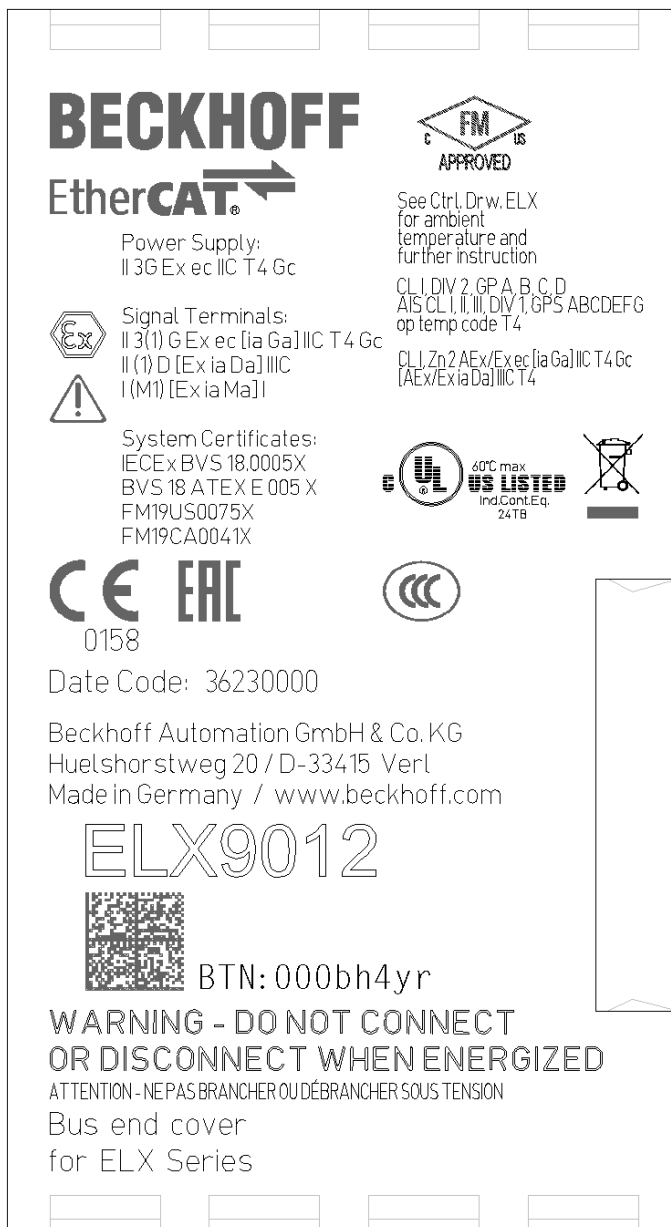 BECKHOFF
EtherCAT®
Power Supply:
II 3G Ex ec IIC T4 Gc
Ex
Signal Terminals:
II 3(1) G Ex ec [ia Ga] IIC T4 Gc
II (1) D [Ex ia Da] IIIC
I (M1) [Ex ia Ma] I
System Certificates:
IECEx BVS 18.0005X
BVS 18 ATEX E 005 X
FM19US0075X
FM19CA0041X
C FM US
APPROVED
See Ctrl. Drw. ELX
for ambient
temperature and
further instruction
CL I, DIV 2, GP A, B, C, D
AIS CL I, II, III, DIV 1, GPS ABCDEFG
op temp code T4
CL I, Zn 2 AEx/Ex ec [ia Ga] IIC T4 Gc
[AEx/Ex ia Da] IIIC T4
C UL ® 60°C max
US LISTED
Ind.Cont.Eq.
24TB
CE EAC CCC
0158
Date Code: 36230000
Beckhoff Automation GmbH & Co. KG
Huelshorstweg 20 / D-33415 Verl
Made in Germany / www.beckhoff.com
ELX9012
BTN: 000bh4yr
WARNING - DO NOT CONNECT
OR DISCONNECT WHEN ENERGIZED
ATTENTION - NE PAS BRANCHER OU DÉBRANCHER SOUS TENSION
Bus end cover
for ELX Series